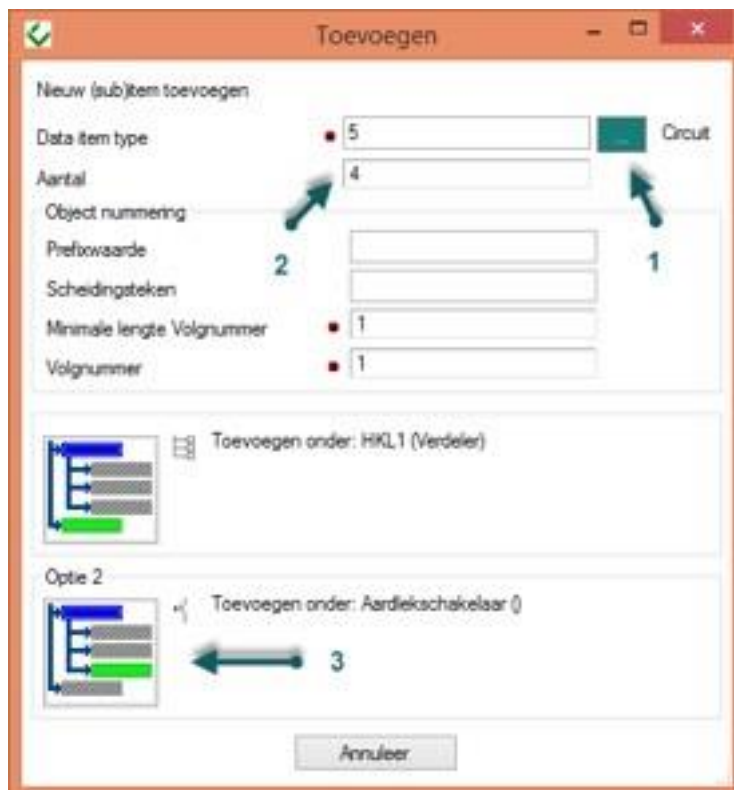 Toevoegen
Nieuw (sub)item toevoegen
Data item type 5 ... Circuit
Aantal 4
Object nummering
Prefixwaarde
2
1
Scheidingsteken
Minimale lengte Volgnummer 1
Volgnummer 1
Toevoegen onder: HKL1 (Verdeler)
Optie 2
Toevoegen onder: Aardlekschakelaar ()
3
Annuleer